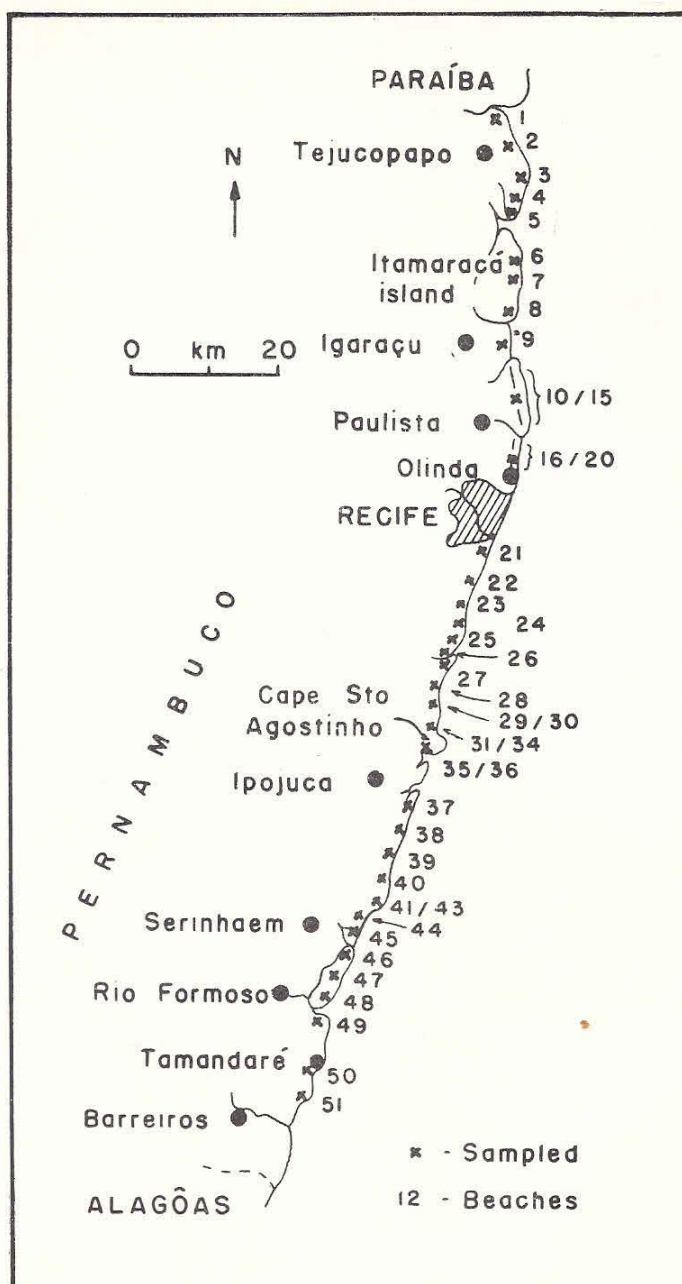 PARAÍBA
1
2
Tejucopapo
N
3
4
5
6
Itamaracá
island
7
8
9
Igaraçu
0 km 20
10/15
Paulista
16/20
Olinda
RECIFE
21
22
23
24
25
26
27
PERNAMBUCO
Cape Sto
Agostinho
28
29/30
31/34
35/36
Ipojuca
37
38
39
40
41/43
Serinhaem
44
45
46
47
Rio Formoso
48
49
Tamandaré
50
51
Barreiros
x - Sampled
12 - Beaches
ALAGÔAS